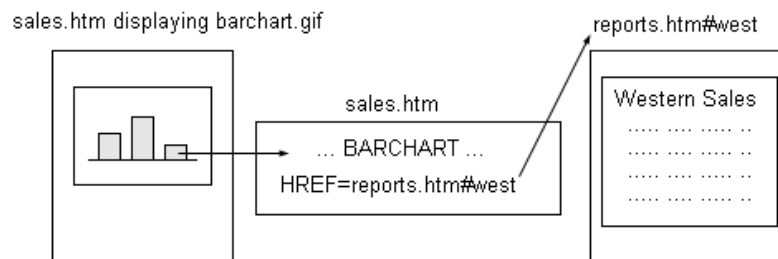 sales.htm displaying barchart.gif
reports.htm#west
sales.htm
... BARCHART ...
HREF=reports.htm#west
Western Sales
..... .... ..... ..
..... .... ..... ..
..... .... ..... ..
..... .... ..... ..